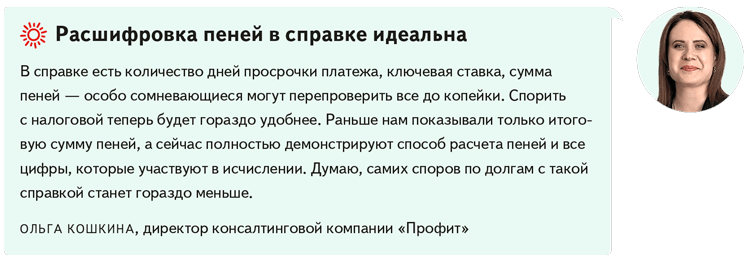 Расшифровка пеней в справке идеальна
В справке есть количество дней просрочки платежа, ключевая ставка, сумма
пеней — особо сомневающиеся могут перепроверить все до копейки. Спорить
с налоговой теперь будет гораздо удобнее. Раньше нам показывали только итого-
вую сумму пеней, а сейчас полностью демонстрируют способ расчета пеней и все
цифры, которые участвуют в исчислении. Думаю, самих споров по долгам с такой
справкой станет гораздо меньше.
ОЛЬГА КОШКИНА, директор консалтинговой компании «Профит»